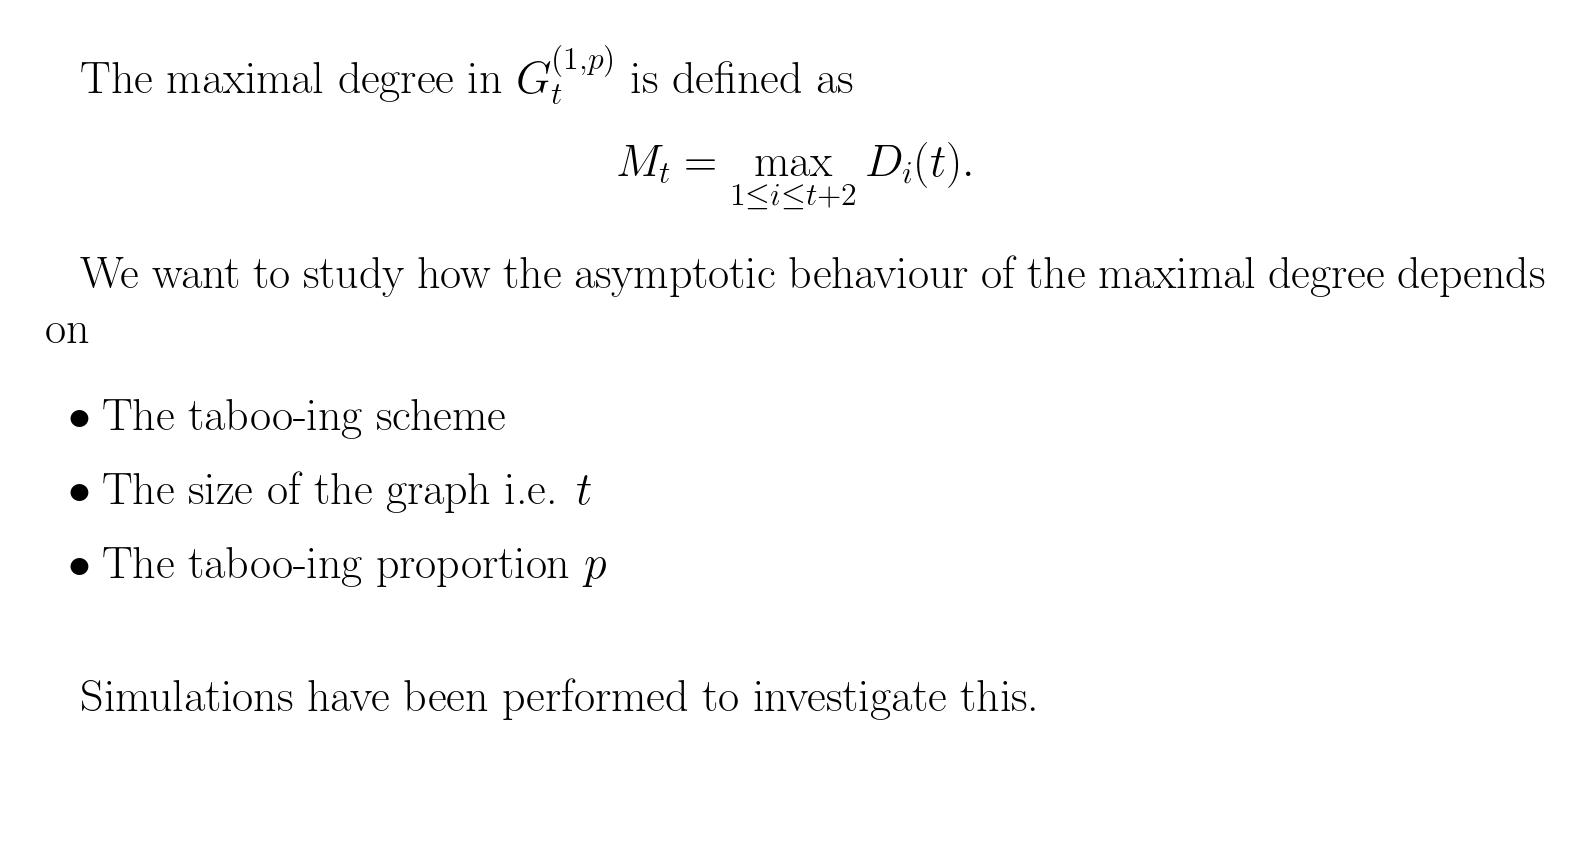 The maximal degree in $G_t^{(1,p)}$ is defined as
$$M_t = \max_{1 \leq i \leq t+2} D_i(t).$$
We want to study how the asymptotic behaviour of the maximal degree depends
on
• The taboo-ing scheme
• The size of the graph i.e. $t$
• The taboo-ing proportion $p$
Simulations have been performed to investigate this.